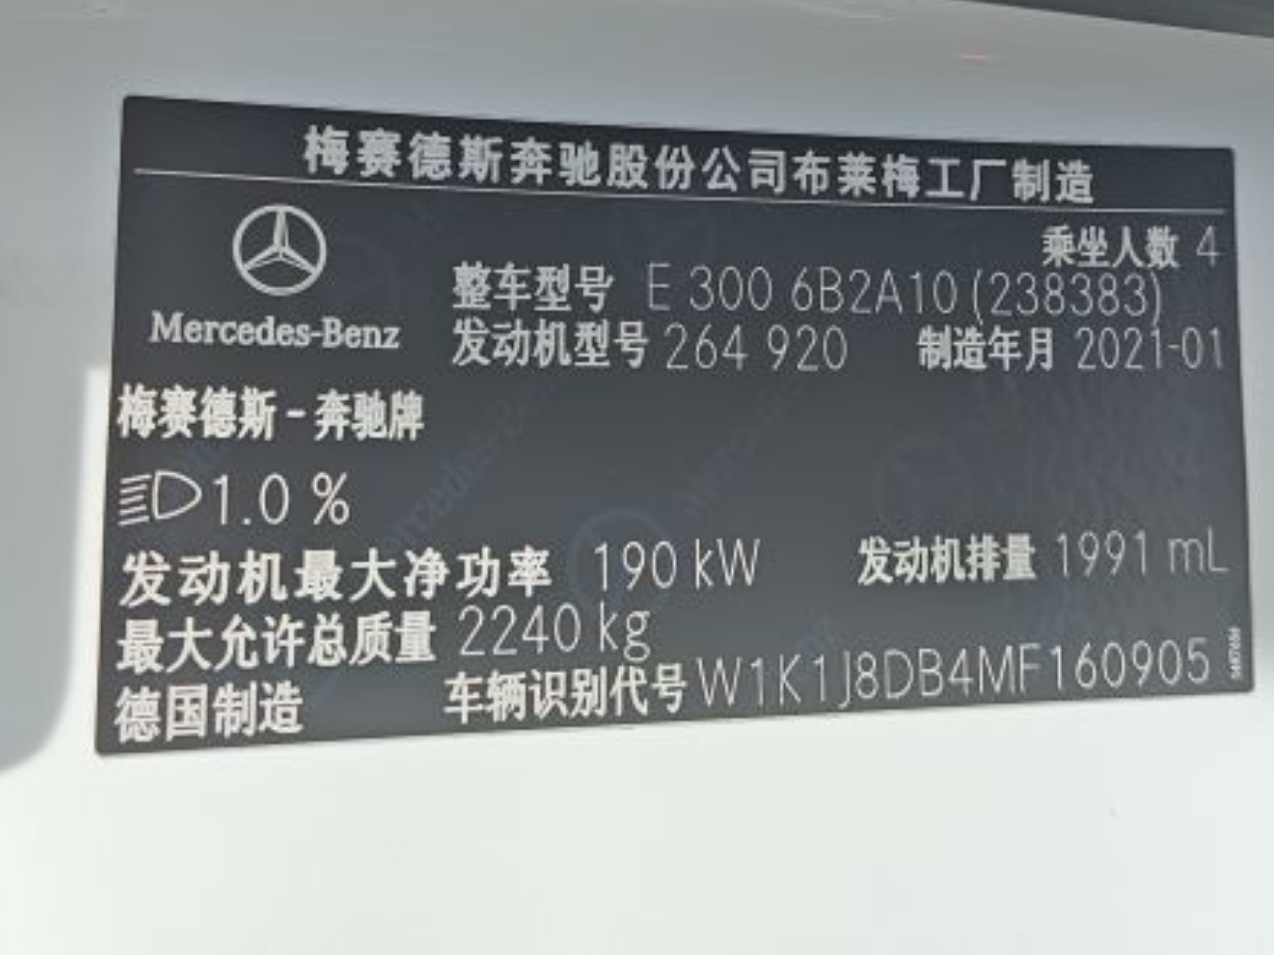 梅赛德斯奔驰股份公司布莱梅工厂制造
乘坐人数 4
整车型号 E 300 6B2A10 (238383)
Mercedes-Benz
发动机型号 264 920 制造年月 2021-01
梅赛德斯-奔驰牌
1.0 %
发动机最大净功率 190 kW 发动机排量 1991 mL
最大允许总质量 2240 kg
德国制造 车辆识别代号 W1K1J8DB4MF160905